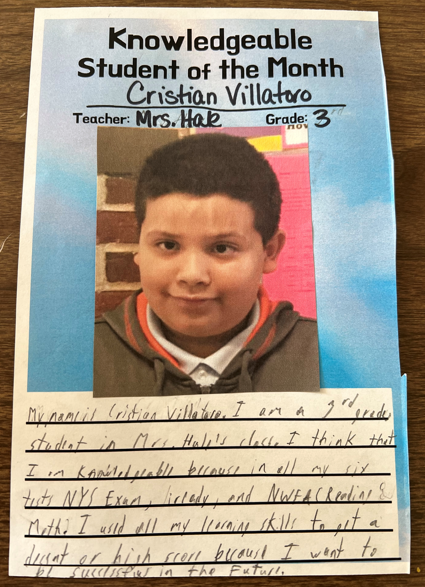 Knowledgeable
Student of the Month
Cristian Villatoro
Teacher: Mrs. Hale Grade: 3
My name is Cristian Villatoro. I am a 3rd grade
student in Mrs. Hale's class. I think that
I am knowledgeable because in all my six
tests NYS Exam, iready, and NWEA (Reading &
Math) I used all my learning skills to get a
decent or high score because I want to
be successful in the future.